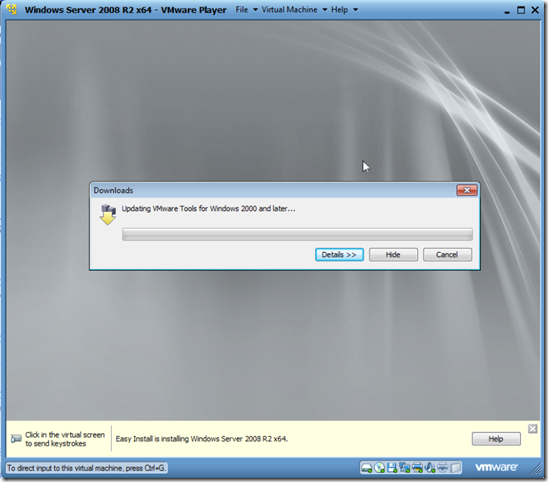 Windows Server 2008 R2 x64 - VMware Player File Virtual Machine Help
Downloads
Updating VMware Tools for Windows 2000 and later...
Details >>
Hide
Cancel
Click in the virtual screen
to send keystrokes
Easy Install is installing Windows Server 2008 R2 x64.
Help
To direct input to this virtual machine, press Ctrl+G.
vmware